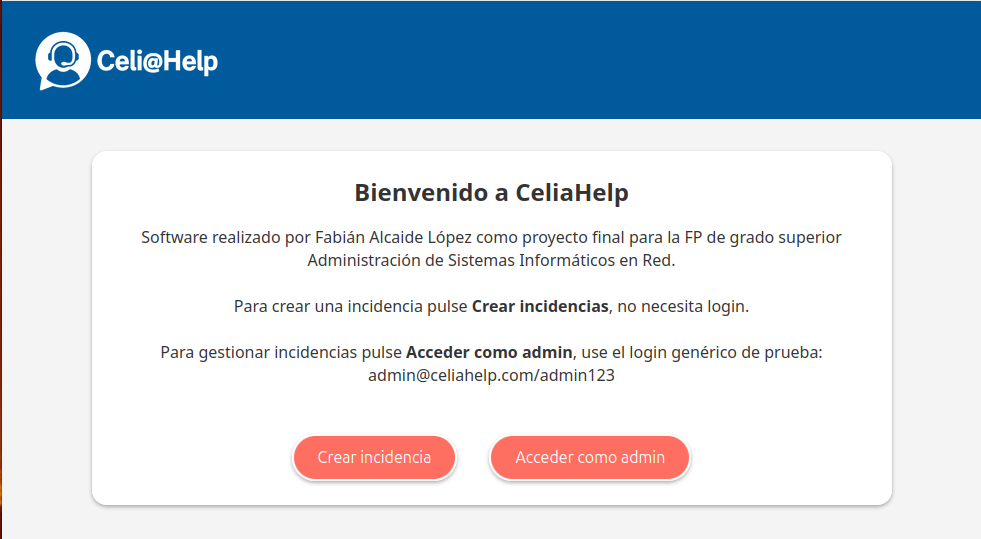 Celi@Help
Bienvenido a CeliaHelp
Software realizado por Fabián Alcaide López como proyecto final para la FP de grado superior
Administración de Sistemas Informáticos en Red.
Para crear una incidencia pulse Crear incidencias, no necesita login.
Para gestionar incidencias pulse Acceder como admin, use el login genérico de prueba:
admin@celiahelp.com/admin123
Crear incidencia
Acceder como admin